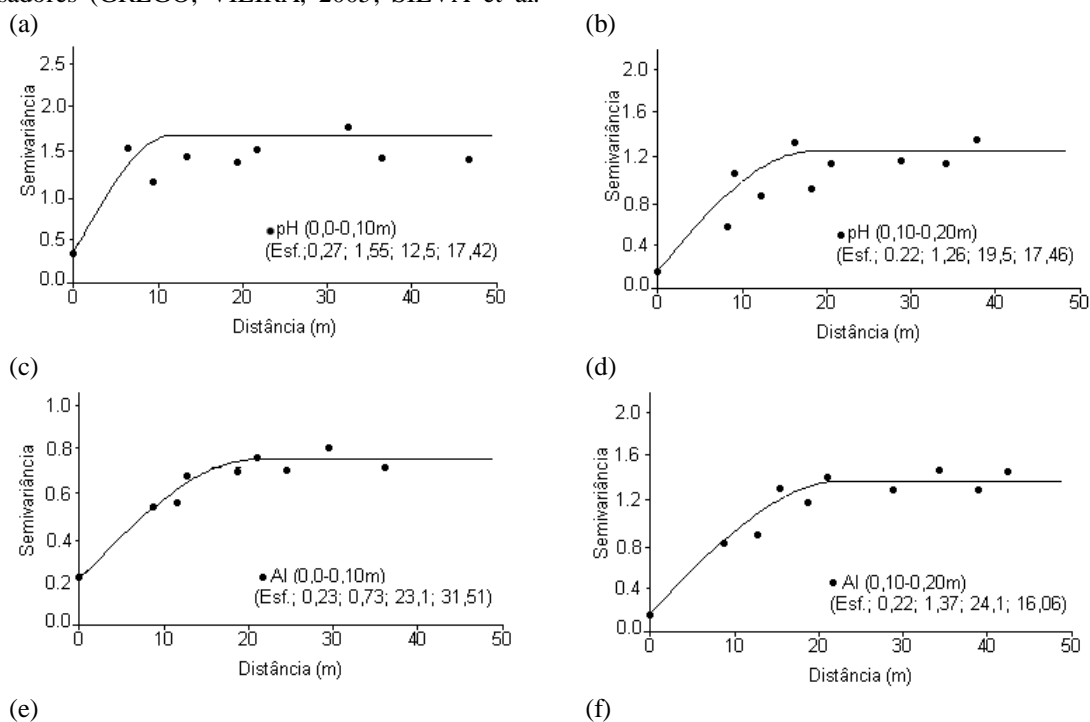 sadores (GREGO; VIEIRA, 2005; SILVA et al.
(a)
2.5
2.0
1.5
1.0
0.5
0.0
Semivariância
0 10 20 30 40 50
Distância (m)
pH (0,0-0,10m)
(Esf.;0,27; 1,55; 12,5; 17,42)
(b)
2.0
1.6
1.2
0.8
0.4
0.0
Semivariância
0 10 20 30 40 50
Distância (m)
pH (0,10-0,20m)
(Esf.; 0.22; 1,26; 19,5; 17,46)
(c)
1.0
0.8
0.6
0.4
0.2
0.0
Semivariância
0 10 20 30 40 50
Distância (m)
Al (0,0-0,10m)
(Esf.; 0,23; 0,73; 23,1; 31,51)
(d)
2.0
1.6
1.2
0.8
0.4
0.0
Semivariância
0 10 20 30 40 50
Distância (m)
Al (0,10-0,20m)
(Esf.; 0,22; 1,37; 24,1; 16,06)
(e)
(f)